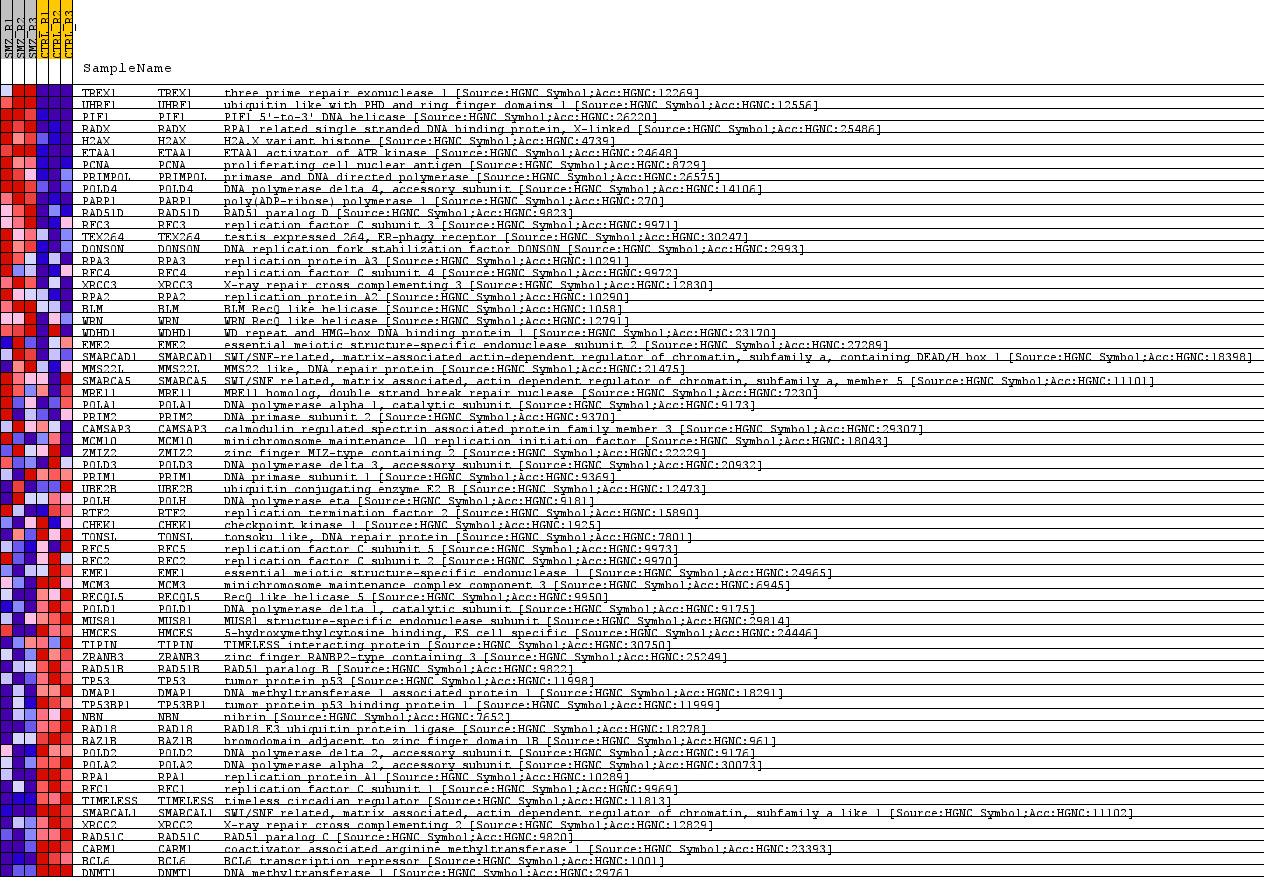 SMZ_R1 SMZ_R2 SMZ_R3 CTRL_R1 CTRL_R2 CTRL_R3
SampleName
TREX1 TREX1 three prime repair exonuclease 1 [Source:HGNC Symbol;Acc:HGNC:12269]
UHRF1 UHRF1 ubiquitin like with PHD and ring finger domains 1 [Source:HGNC Symbol;Acc:HGNC:12556]
PIF1 PIF1 PIF1 5'-to-3' DNA helicase [Source:HGNC Symbol;Acc:HGNC:26220]
RADX RADX RPA1 related single stranded DNA binding protein, X-linked [Source:HGNC Symbol;Acc:HGNC:25486]
H2AX H2AX H2A.X variant histone [Source:HGNC Symbol;Acc:HGNC:4739]
ETAA1 ETAA1 ETAA1 activator of ATR kinase [Source:HGNC Symbol;Acc:HGNC:24648]
PCNA PCNA proliferating cell nuclear antigen [Source:HGNC Symbol;Acc:HGNC:8729]
PRIMPOL PRIMPOL primase and DNA directed polymerase [Source:HGNC Symbol;Acc:HGNC:26575]
POLD4 POLD4 DNA polymerase delta 4, accessory subunit [Source:HGNC Symbol;Acc:HGNC:14106]
PARP1 PARP1 poly(ADP-ribose) polymerase 1 [Source:HGNC Symbol;Acc:HGNC:270]
RAD51D RAD51D RAD51 paralog D [Source:HGNC Symbol;Acc:HGNC:9823]
RFC3 RFC3 replication factor C subunit 3 [Source:HGNC Symbol;Acc:HGNC:9971]
TEX264 TEX264 testis expressed 264, ER-phagy receptor [Source:HGNC Symbol;Acc:HGNC:30247]
DONSON DONSON DNA replication fork stabilization factor DONSON [Source:HGNC Symbol;Acc:HGNC:2993]
RPA3 RPA3 replication protein A3 [Source:HGNC Symbol;Acc:HGNC:10291]
RFC4 RFC4 replication factor C subunit 4 [Source:HGNC Symbol;Acc:HGNC:9972]
XRCC3 XRCC3 X-ray repair cross complementing 3 [Source:HGNC Symbol;Acc:HGNC:12830]
RPA2 RPA2 replication protein A2 [Source:HGNC Symbol;Acc:HGNC:10290]
BLM BLM BLM RecQ like helicase [Source:HGNC Symbol;Acc:HGNC:1058]
WRN WRN WRN RecQ like helicase [Source:HGNC Symbol;Acc:HGNC:12791]
WDHD1 WDHD1 WD repeat and HMG-box DNA binding protein 1 [Source:HGNC Symbol;Acc:HGNC:23170]
EME2 EME2 essential meiotic structure-specific endonuclease subunit 2 [Source:HGNC Symbol;Acc:HGNC:27289]
SMARCAD1 SMARCAD1 SWI/SNF-related, matrix-associated actin-dependent regulator of chromatin, subfamily a, containing DEAD/H box 1 [Source:HGNC Symbol;Acc:HGNC:18398]
MMS22L MMS22L MMS22 like, DNA repair protein [Source:HGNC Symbol;Acc:HGNC:21475]
SMARCA5 SMARCA5 SWI/SNF related, matrix associated, actin dependent regulator of chromatin, subfamily a, member 5 [Source:HGNC Symbol;Acc:HGNC:11101]
MRE11 MRE11 MRE11 homolog, double strand break repair nuclease [Source:HGNC Symbol;Acc:HGNC:7230]
POLA1 POLA1 DNA polymerase alpha 1, catalytic subunit [Source:HGNC Symbol;Acc:HGNC:9173]
PRIM2 PRIM2 DNA primase subunit 2 [Source:HGNC Symbol;Acc:HGNC:9370]
CAMSAP3 CAMSAP3 calmodulin regulated spectrin associated protein family member 3 [Source:HGNC Symbol;Acc:HGNC:29307]
MCM10 MCM10 minichromosome maintenance 10 replication initiation factor [Source:HGNC Symbol;Acc:HGNC:18043]
ZMIZ2 ZMIZ2 zinc finger MIZ-type containing 2 [Source:HGNC Symbol;Acc:HGNC:22229]
POLD3 POLD3 DNA polymerase delta 3, accessory subunit [Source:HGNC Symbol;Acc:HGNC:20932]
PRIM1 PRIM1 DNA primase subunit 1 [Source:HGNC Symbol;Acc:HGNC:9369]
UBE2B UBE2B ubiquitin conjugating enzyme E2 B [Source:HGNC Symbol;Acc:HGNC:12473]
POLH POLH DNA polymerase eta [Source:HGNC Symbol;Acc:HGNC:9181]
RTF2 RTF2 replication termination factor 2 [Source:HGNC Symbol;Acc:HGNC:15890]
CHEK1 CHEK1 checkpoint kinase 1 [Source:HGNC Symbol;Acc:HGNC:1925]
TONSL TONSL tonsoku like, DNA repair protein [Source:HGNC Symbol;Acc:HGNC:7801]
RFC5 RFC5 replication factor C subunit 5 [Source:HGNC Symbol;Acc:HGNC:9973]
RFC2 RFC2 replication factor C subunit 2 [Source:HGNC Symbol;Acc:HGNC:9970]
EME1 EME1 essential meiotic structure-specific endonuclease 1 [Source:HGNC Symbol;Acc:HGNC:24965]
MCM3 MCM3 minichromosome maintenance complex component 3 [Source:HGNC Symbol;Acc:HGNC:6945]
RECQL5 RECQL5 RecQ like helicase 5 [Source:HGNC Symbol;Acc:HGNC:9950]
POLD1 POLD1 DNA polymerase delta 1, catalytic subunit [Source:HGNC Symbol;Acc:HGNC:9175]
MUS81 MUS81 MUS81 structure-specific endonuclease subunit [Source:HGNC Symbol;Acc:HGNC:29814]
HMCES HMCES 5-hydroxymethylcytosine binding, ES cell specific [Source:HGNC Symbol;Acc:HGNC:24446]
TIPIN TIPIN TIMELESS interacting protein [Source:HGNC Symbol;Acc:HGNC:30750]
ZRANB3 ZRANB3 zinc finger RANBP2-type containing 3 [Source:HGNC Symbol;Acc:HGNC:25249]
RAD51B RAD51B RAD51 paralog B [Source:HGNC Symbol;Acc:HGNC:9822]
TP53 TP53 tumor protein p53 [Source:HGNC Symbol;Acc:HGNC:11998]
DMAP1 DMAP1 DNA methyltransferase 1 associated protein 1 [Source:HGNC Symbol;Acc:HGNC:18291]
TP53BP1 TP53BP1 tumor protein p53 binding protein 1 [Source:HGNC Symbol;Acc:HGNC:11999]
NBN NBN nibrin [Source:HGNC Symbol;Acc:HGNC:7652]
RAD18 RAD18 RAD18 E3 ubiquitin protein ligase [Source:HGNC Symbol;Acc:HGNC:18278]
BAZ1B BAZ1B bromodomain adjacent to zinc finger domain 1B [Source:HGNC Symbol;Acc:HGNC:961]
POLD2 POLD2 DNA polymerase delta 2, accessory subunit [Source:HGNC Symbol;Acc:HGNC:9176]
POLA2 POLA2 DNA polymerase alpha 2, accessory subunit [Source:HGNC Symbol;Acc:HGNC:30073]
RPA1 RPA1 replication protein A1 [Source:HGNC Symbol;Acc:HGNC:10289]
RFC1 RFC1 replication factor C subunit 1 [Source:HGNC Symbol;Acc:HGNC:9969]
TIMELESS TIMELESS timeless circadian regulator [Source:HGNC Symbol;Acc:HGNC:11813]
SMARCAL1 SMARCAL1 SWI/SNF related, matrix associated, actin dependent regulator of chromatin, subfamily a like 1 [Source:HGNC Symbol;Acc:HGNC:11102]
XRCC2 XRCC2 X-ray repair cross complementing 2 [Source:HGNC Symbol;Acc:HGNC:12829]
RAD51C RAD51C RAD51 paralog C [Source:HGNC Symbol;Acc:HGNC:9820]
CARM1 CARM1 coactivator associated arginine methyltransferase 1 [Source:HGNC Symbol;Acc:HGNC:23393]
BCL6 BCL6 BCL6 transcription repressor [Source:HGNC Symbol;Acc:HGNC:1001]
DNMT1 DNMT1 DNA methyltransferase 1 [Source:HGNC Symbol;Acc:HGNC:2976]